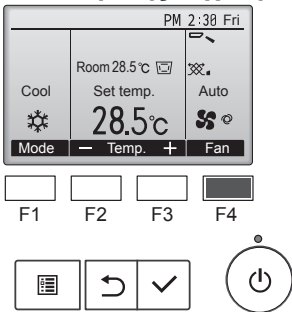 PM 2:30 Fri
Room 28.5°C
Cool Set temp. Auto
28.5°C
Mode − Temp. + Fan
F1 F2 F3 F4